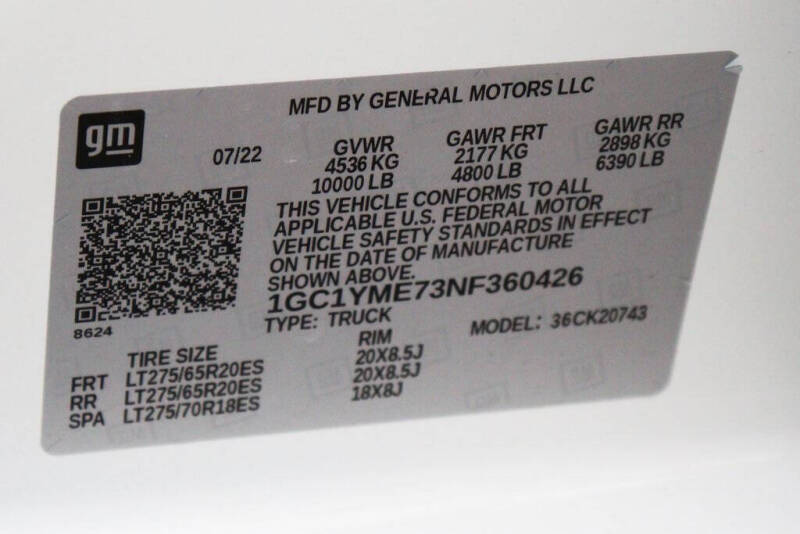 MFD BY GENERAL MOTORS LLC
gm
07/22
GVWR GAWR FRT GAWR RR
4536 KG 2177 KG 2898 KG
10000 LB 4800 LB 6390 LB
THIS VEHICLE CONFORMS TO ALL
APPLICABLE U.S. FEDERAL MOTOR
VEHICLE SAFETY STANDARDS IN EFFECT
ON THE DATE OF MANUFACTURE
SHOWN ABOVE.
1GC1YME73NF360426
8624
TYPE: TRUCK MODEL: 36CK20743
TIRE SIZE RIM
FRT LT275/65R20ES 20X8.5J
RR LT275/65R20ES 20X8.5J
SPA LT275/70R18ES 18X8J